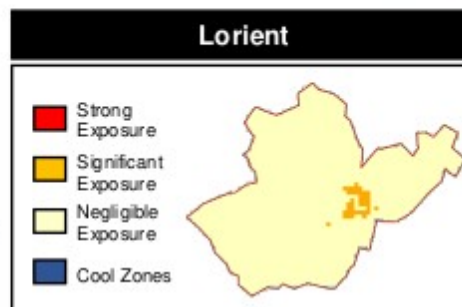 Lorient
Strong
Exposure
Significant
Exposure
Negligible
Exposure
Cool Zones